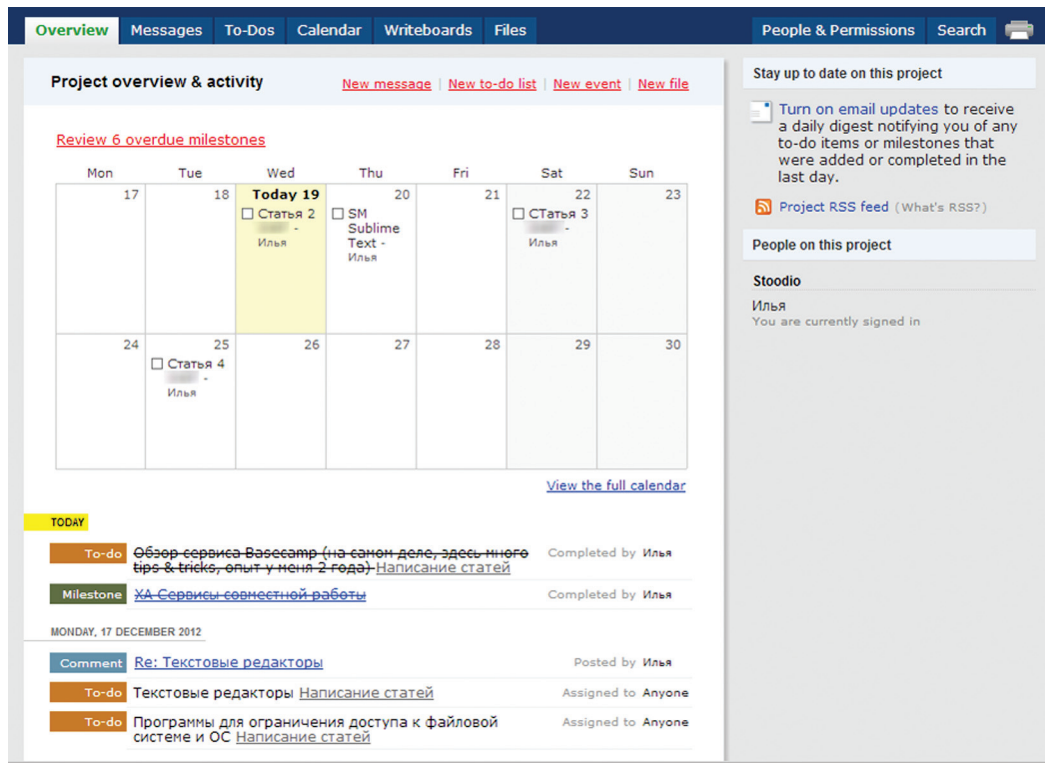 Overview Messages To-Dos Calendar Writeboards Files People & Permissions Search
Project overview & activity New message | New to-do list | New event | New file
Review 6 overdue milestones
Mon Tue Wed Thu Fri Sat Sun
17 18 Today 19 20 21 22 23
Статья 2 SM СТатья 3
- Sublime -
Илья Text - Илья
Илья
24 25 26 27 28 29 30
Статья 4
-
Илья
View the full calendar
TODAY
To-do Обзор сервиса Basecamp (на самом деле, здесь много Completed by Илья
tips & tricks, опыт у меня 2 года) Написание статей
Milestone ХА Сервисы совместной работы Completed by Илья
MONDAY, 17 DECEMBER 2012
Comment Re: Текстовые редакторы Posted by Илья
To-do Текстовые редакторы Написание статей Assigned to Anyone
To-do Программы для ограничения доступа к файловой Assigned to Anyone
системе и ОС Написание статей
Stay up to date on this project
Turn on email updates to receive
a daily digest notifying you of any
to-do items or milestones that
were added or completed in the
last day.
Project RSS feed (What's RSS?)
People on this project
Stoodio
Илья
You are currently signed in